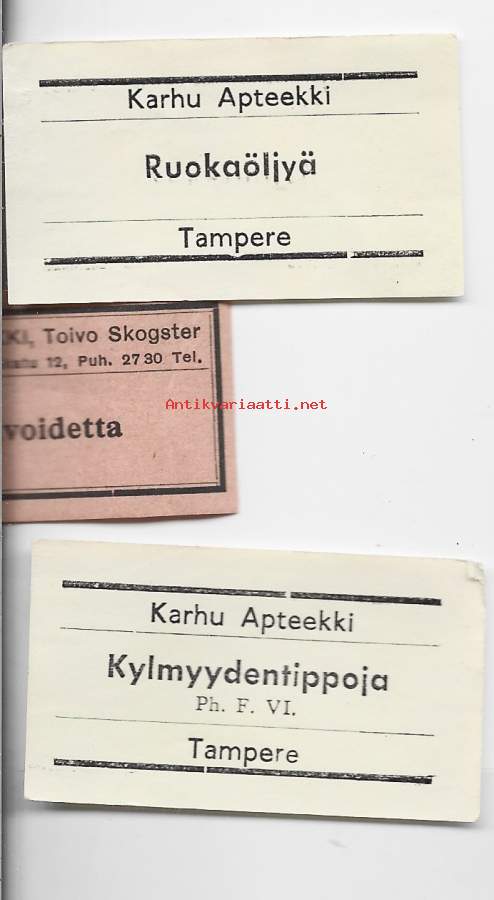 Karhu Apteekki
Ruokaöljyä
Tampere
Toivo Skogster
12, Puh. 2730 Tel.
voidetta
Antikvariaatti.net
Karhu Apteekki
Kylmyydentippoja
Ph. F. VI.
Tampere